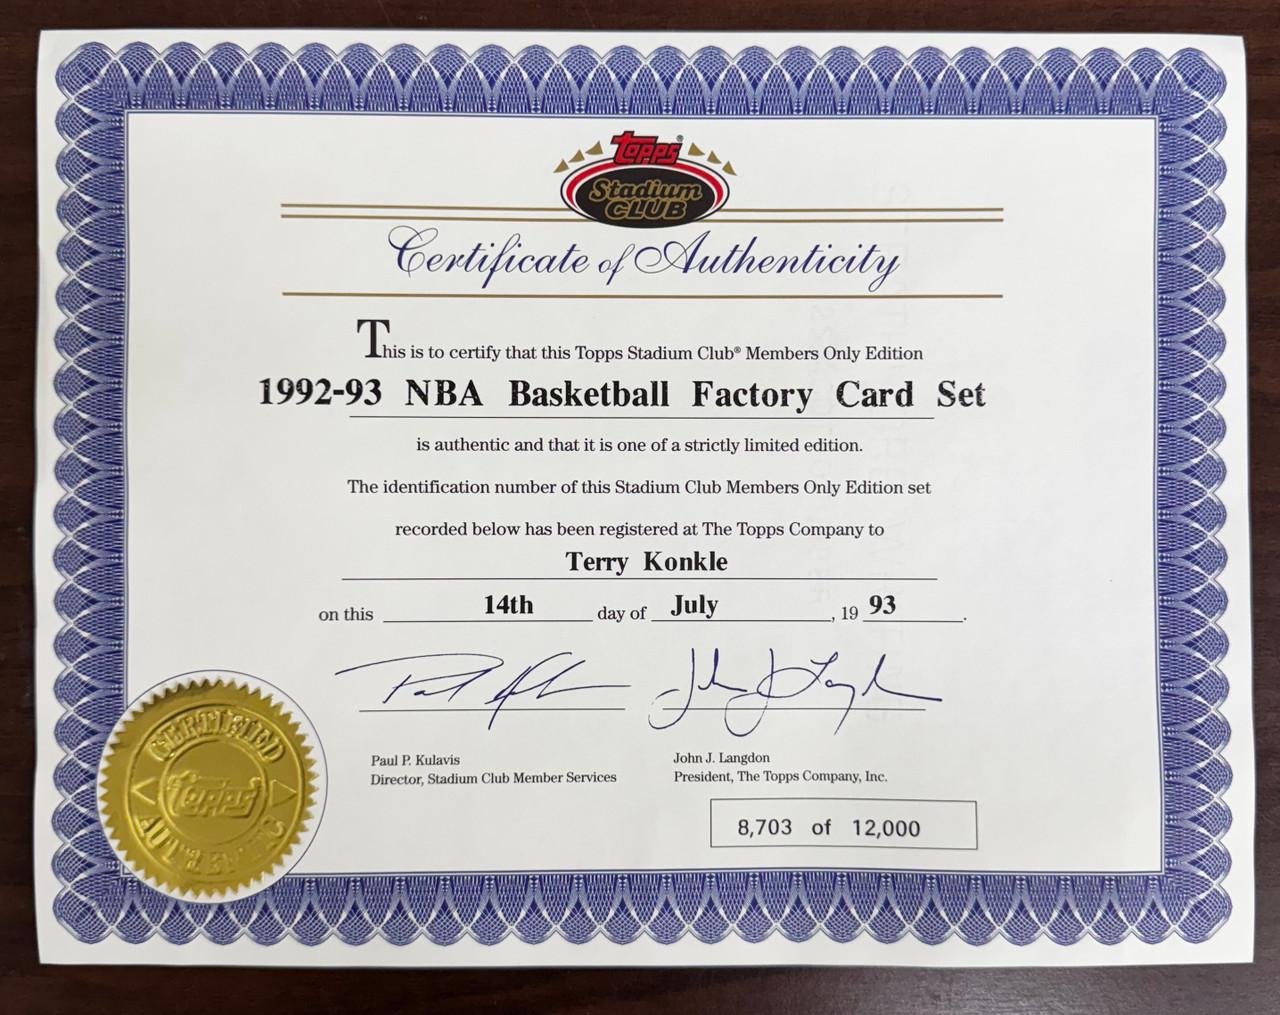 Topps®
Stadium
CLUB
Certificate of Authenticity
This is to certify that this Topps Stadium Club® Members Only Edition
1992-93 NBA Basketball Factory Card Set
is authentic and that it is one of a strictly limited edition.
The identification number of this Stadium Club Members Only Edition set
recorded below has been registered at The Topps Company to
Terry Konkle
on this 14th day of July, 19 93.
Paul P. Kulavis
Director, Stadium Club Member Services
John J. Langdon
President, The Topps Company, Inc.
8,703 of 12,000
CERTIFIED
Topps
AUTHENTIC